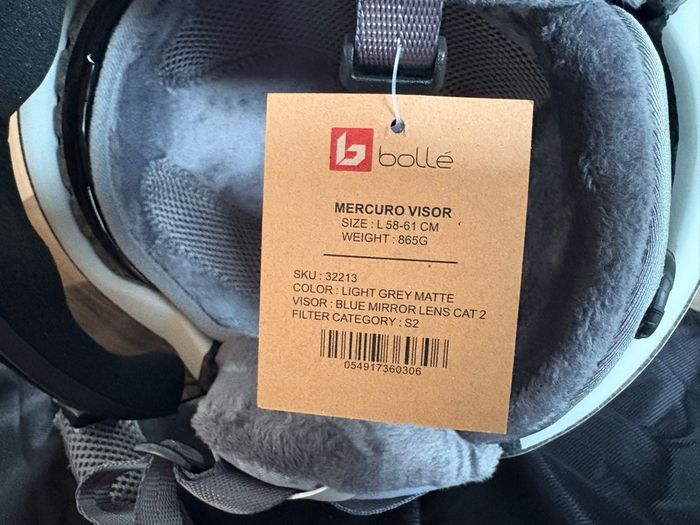 b bollé
MERCURO VISOR
SIZE : L 58-61 CM
WEIGHT : 865G
SKU : 32213
COLOR : LIGHT GREY MATTE
VISOR : BLUE MIRROR LENS CAT 2
FILTER CATEGORY : S2
054917360306